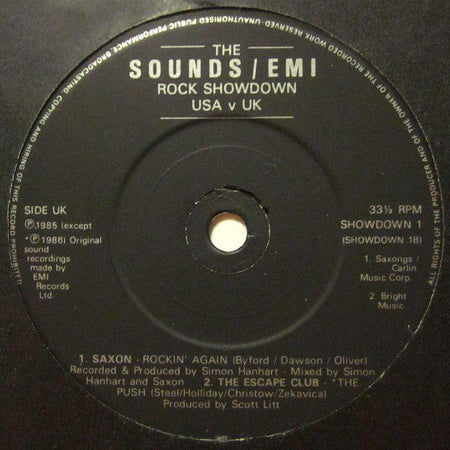 THE
SOUNDS/EMI
ROCK SHOWDOWN
USA v UK
SIDE UK
Ⓟ1985 (except
*Ⓟ1986) Original
sound
recordings
made by
EMI
Records
Ltd.
33⅓ RPM
SHOWDOWN 1
(SHOWDOWN 1B)
1. Saxongs /
Carlin
Music Corp.
2. Bright
Music
1. SAXON - ROCKIN' AGAIN (Byford / Dawson / Oliver)
Recorded & Produced by Simon Hanhart - Mixed by Simon
Hanhart and Saxon 2. THE ESCAPE CLUB - *THE
PUSH (Steel/Holliday/Christow/Zekavica)
Produced by Scott Litt
ALL RIGHTS OF THE PRODUCER AND OF THE OWNER OF THE RECORDED WORK RESERVED - UNAUTHORISED PUBLIC PERFORMANCE BROADCASTING COPYING AND HIRING OF THIS RECORD PROHIBITED